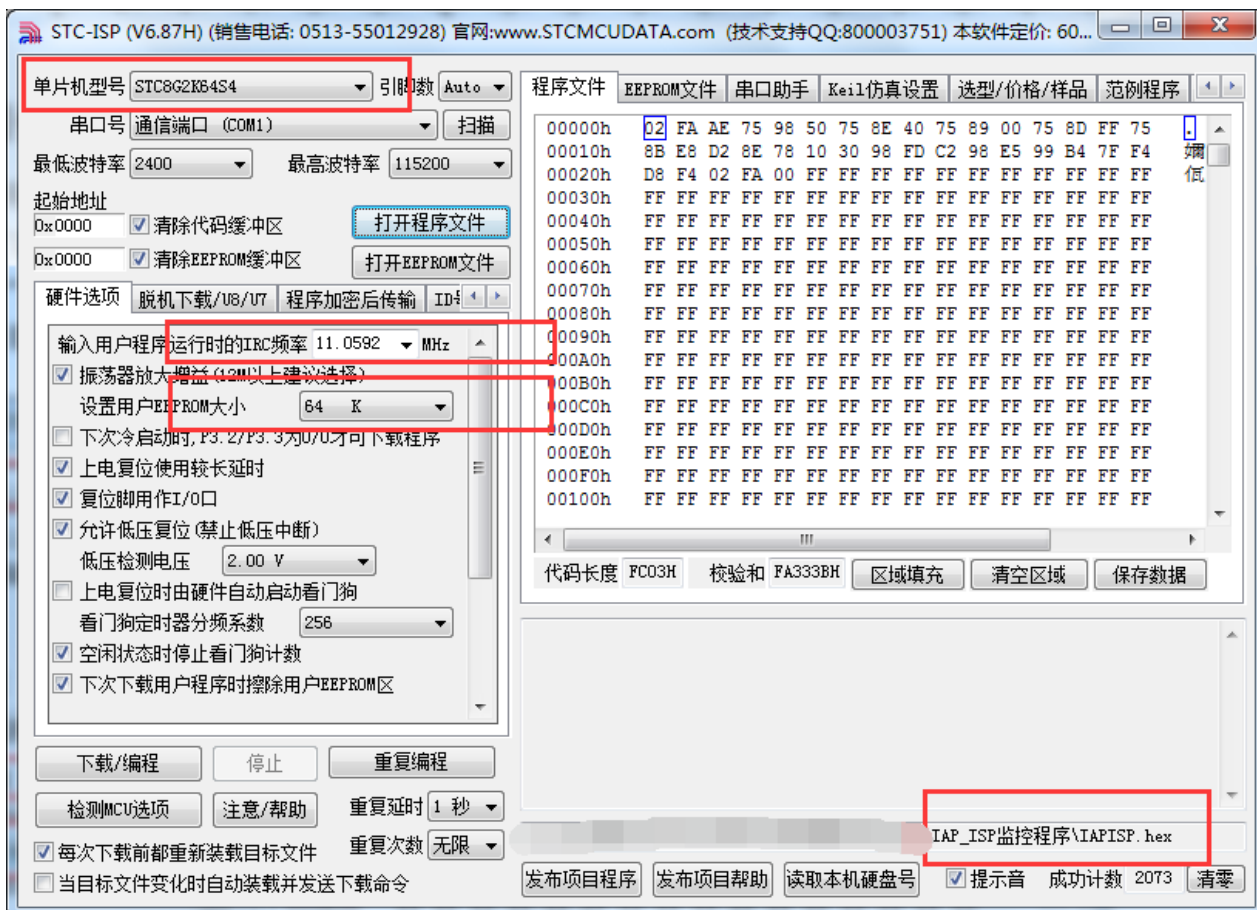 STC-ISP (V6.87H) (销售电话: 0513-55012928) 官网:www.STCMCUDATA.com (技术支持QQ:800003751) 本软件定价: 60...
单片机型号 STC8G2K64S4 引脚数 Auto
串口号 通信端口 (COM1) 扫描
最低波特率 2400 最高波特率 115200
起始地址
0x0000 清除代码缓冲区 打开程序文件
0x0000 清除EEPROM缓冲区 打开EEPROM文件
硬件选项 脱机下载/U8/U7 程序加密后传输
输入用户程序运行时的IRC频率 11.0592 MHz
振荡器放大增益(12M以上建议选择)
设置用户EEPROM大小 64 K
下次冷启动时,P3.2/P3.3为0/0才可下载程序
上电复位使用较长延时
复位脚用作I/O口
允许低压复位(禁止低压中断)
低压检测电压 2.00 V
上电复位时由硬件自动启动看门狗
看门狗定时器分频系数 256
空闲状态时停止看门狗计数
下次下载用户程序时擦除用户EEPROM区
下载/编程 停止 重复编程
检测MCU选项 注意/帮助 重复延时 1 秒
每次下载前都重新装载目标文件 重复次数 无限
当目标文件变化时自动装载并发送下载命令
程序文件 EEPROM文件 串口助手 Keil仿真设置 选型/价格/样品 范例程序
00000h 02 FA AE 75 98 50 75 8E 40 75 89 00 75 8D FF 75 .
00010h 8B E8 D2 8E 78 10 30 98 FD C2 98 E5 99 B4 7F F4
00020h D8 F4 02 FA 00 FF FF FF FF FF FF FF FF FF FF FF
00030h FF FF FF FF FF FF FF FF FF FF FF FF FF FF FF FF
00040h FF FF FF FF FF FF FF FF FF FF FF FF FF FF FF FF
00050h FF FF FF FF FF FF FF FF FF FF FF FF FF FF FF FF
00060h FF FF FF FF FF FF FF FF FF FF FF FF FF FF FF FF
00070h FF FF FF FF FF FF FF FF FF FF FF FF FF FF FF FF
00080h FF FF FF FF FF FF FF FF FF FF FF FF FF FF FF FF
00090h FF FF FF FF FF FF FF FF FF FF FF FF FF FF FF FF
000A0h FF FF FF FF FF FF FF FF FF FF FF FF FF FF FF FF
000B0h FF FF FF FF FF FF FF FF FF FF FF FF FF FF FF FF
000C0h FF FF FF FF FF FF FF FF FF FF FF FF FF FF FF FF
000D0h FF FF FF FF FF FF FF FF FF FF FF FF FF FF FF FF
000E0h FF FF FF FF FF FF FF FF FF FF FF FF FF FF FF FF
000F0h FF FF FF FF FF FF FF FF FF FF FF FF FF FF FF FF
00100h FF FF FF FF FF FF FF FF FF FF FF FF FF FF FF FF
代码长度 FC03H 校验和 FA333BH 区域填充 清空区域 保存数据
IAP_ISP监控程序\IAPISP.hex
发布项目程序 发布项目帮助 读取本机硬盘号 提示音 成功计数 2073 清零